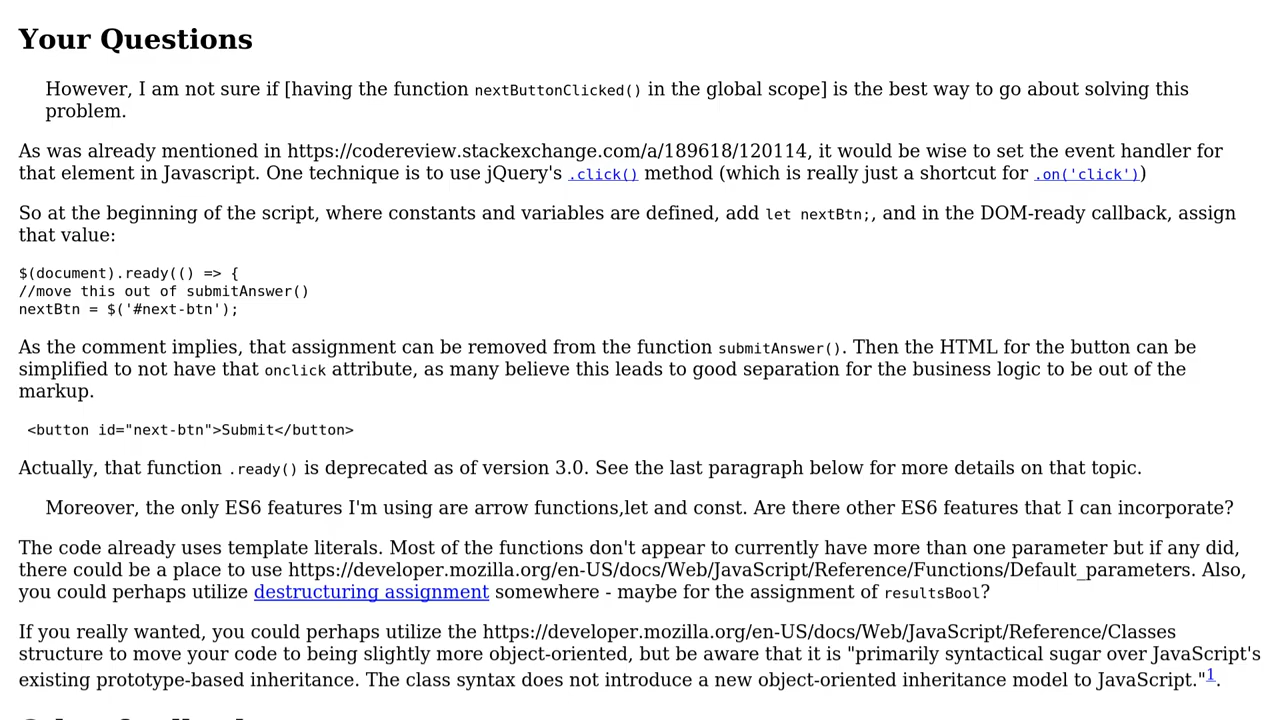 Your Questions
However, I am not sure if [having the function nextButtonClicked() in the global scope] is the best way to go about solving this
problem.
As was already mentioned in https://codereview.stackexchange.com/a/189618/120114, it would be wise to set the event handler for
that element in Javascript. One technique is to use jQuery's .click() method (which is really just a shortcut for .on('click'))
So at the beginning of the script, where constants and variables are defined, add let nextBtn;, and in the DOM-ready callback, assign
that value:
$(document).ready(() => {
//move this out of submitAnswer()
nextBtn = $('#next-btn');
As the comment implies, that assignment can be removed from the function submitAnswer(). Then the HTML for the button can be
simplified to not have that onclick attribute, as many believe this leads to good separation for the business logic to be out of the
markup.
<button id="next-btn">Submit</button>
Actually, that function .ready() is deprecated as of version 3.0. See the last paragraph below for more details on that topic.
Moreover, the only ES6 features I'm using are arrow functions,let and const. Are there other ES6 features that I can incorporate?
The code already uses template literals. Most of the functions don't appear to currently have more than one parameter but if any did,
there could be a place to use https://developer.mozilla.org/en-US/docs/Web/JavaScript/Reference/Functions/Default_parameters. Also,
you could perhaps utilize destructuring assignment somewhere - maybe for the assignment of resultsBool?
If you really wanted, you could perhaps utilize the https://developer.mozilla.org/en-US/docs/Web/JavaScript/Reference/Classes
structure to move your code to being slightly more object-oriented, but be aware that it is "primarily syntactical sugar over JavaScript's
existing prototype-based inheritance. The class syntax does not introduce a new object-oriented inheritance model to JavaScript."1.